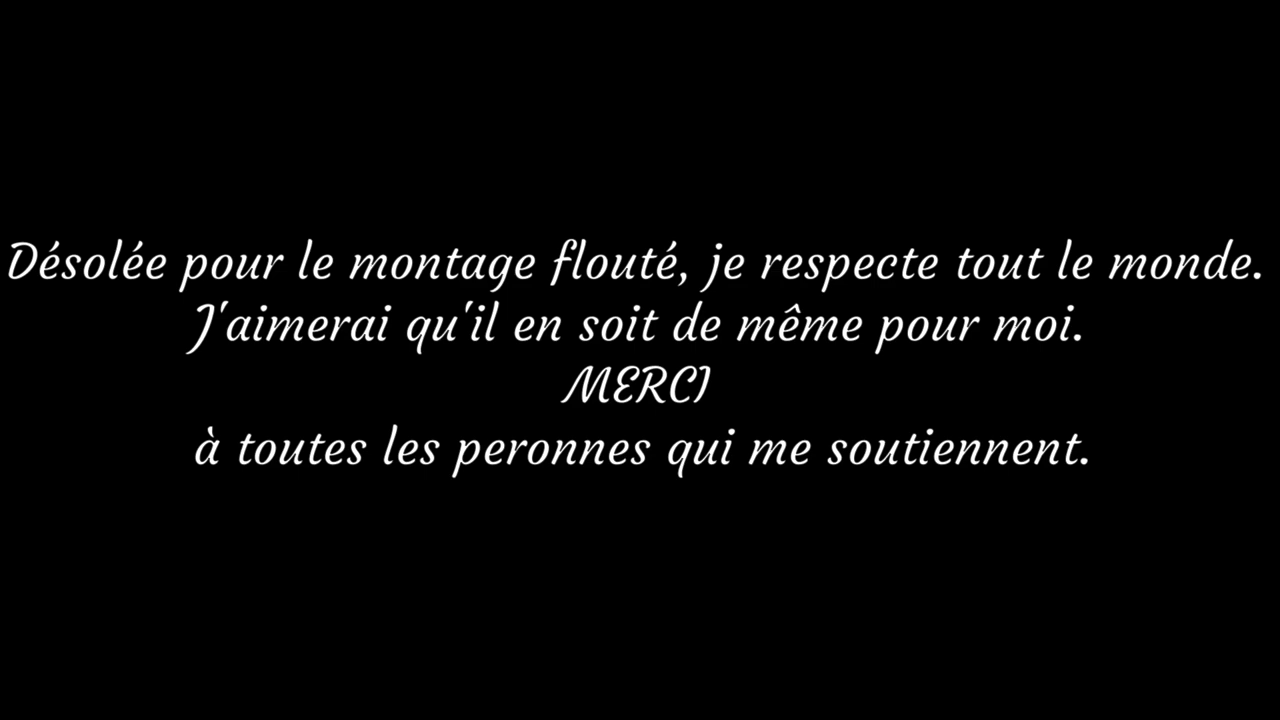 Désolée pour le montage flouté, je respecte tout le monde.
J'aimerai qu'il en soit de même pour moi.
MERCI
à toutes les peronnes qui me soutiennent.